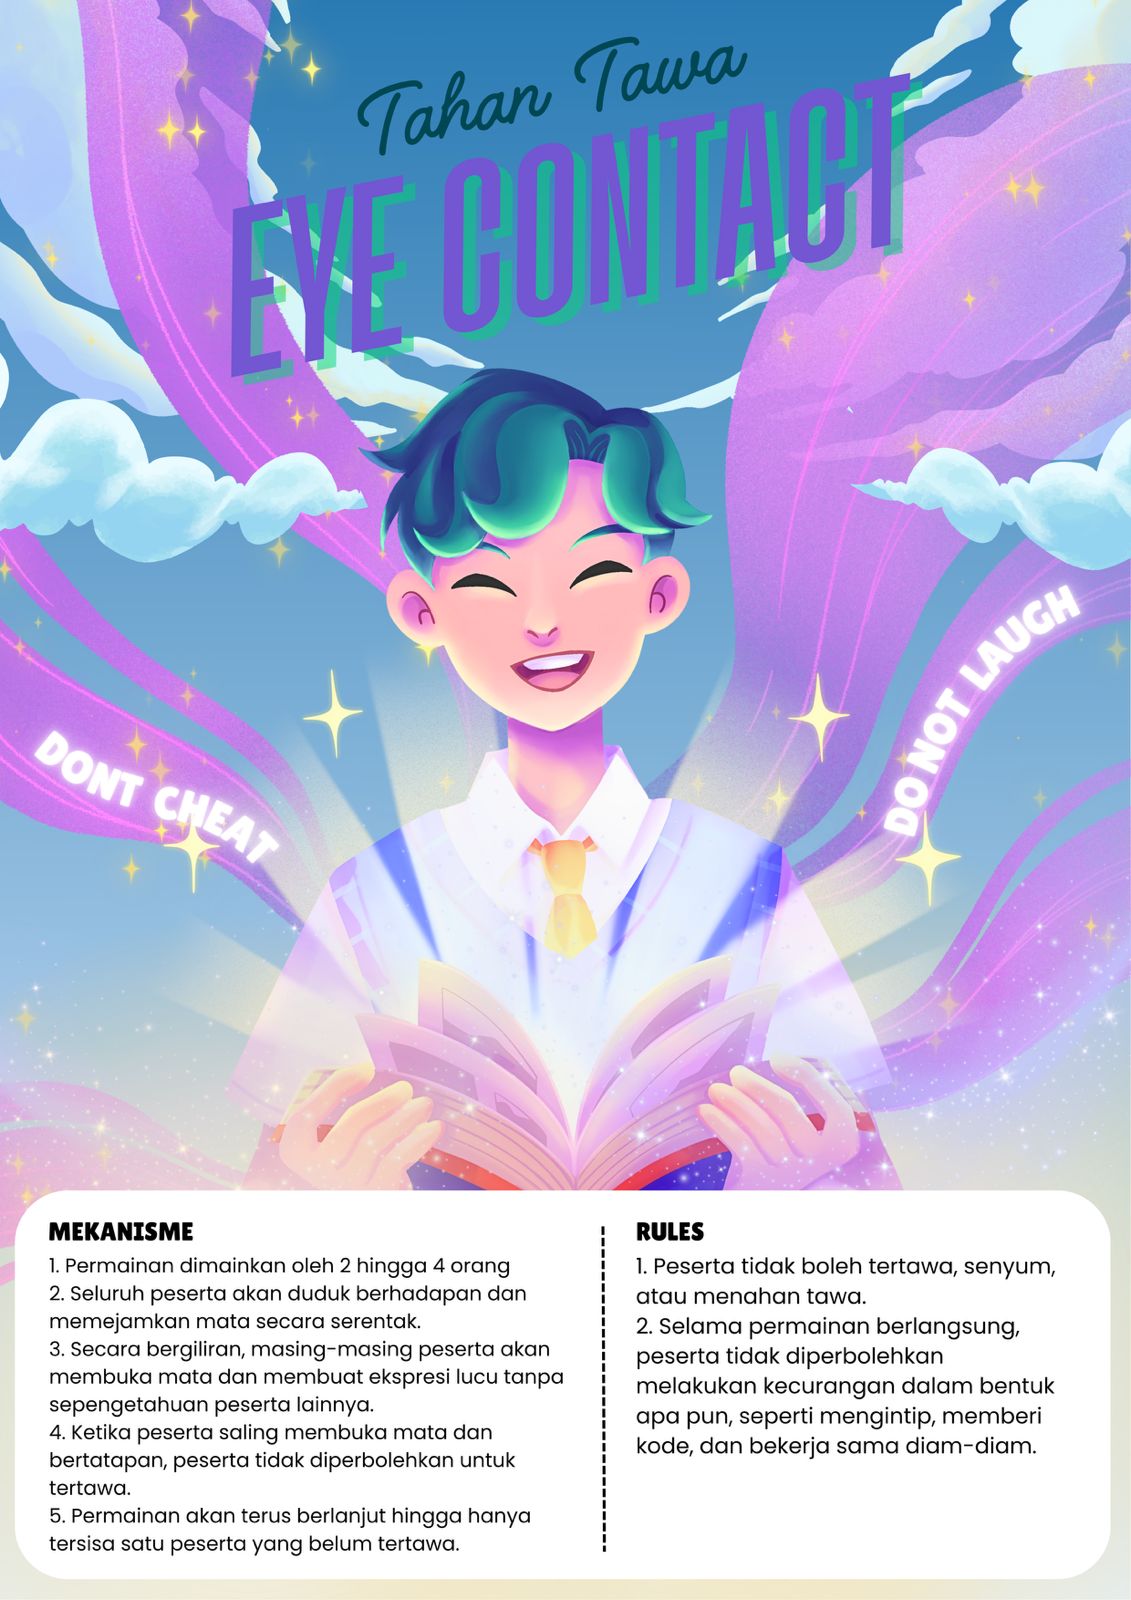 Tahan Tawa
EYE CONTACT
DONT CHEAT
DO NOT LAUGH
MEKANISME
1. Permainan dimainkan oleh 2 hingga 4 orang
2. Seluruh peserta akan duduk berhadapan dan
memejamkan mata secara serentak.
3. Secara bergiliran, masing-masing peserta akan
membuka mata dan membuat ekspresi lucu tanpa
sepengetahuan peserta lainnya.
4. Ketika peserta saling membuka mata dan
bertatapan, peserta tidak diperbolehkan untuk
tertawa.
5. Permainan akan terus berlanjut hingga hanya
tersisa satu peserta yang belum tertawa.
RULES
1. Peserta tidak boleh tertawa, senyum,
atau menahan tawa.
2. Selama permainan berlangsung,
peserta tidak diperbolehkan
melakukan kecurangan dalam bentuk
apa pun, seperti mengintip, memberi
kode, dan bekerja sama diam-diam.